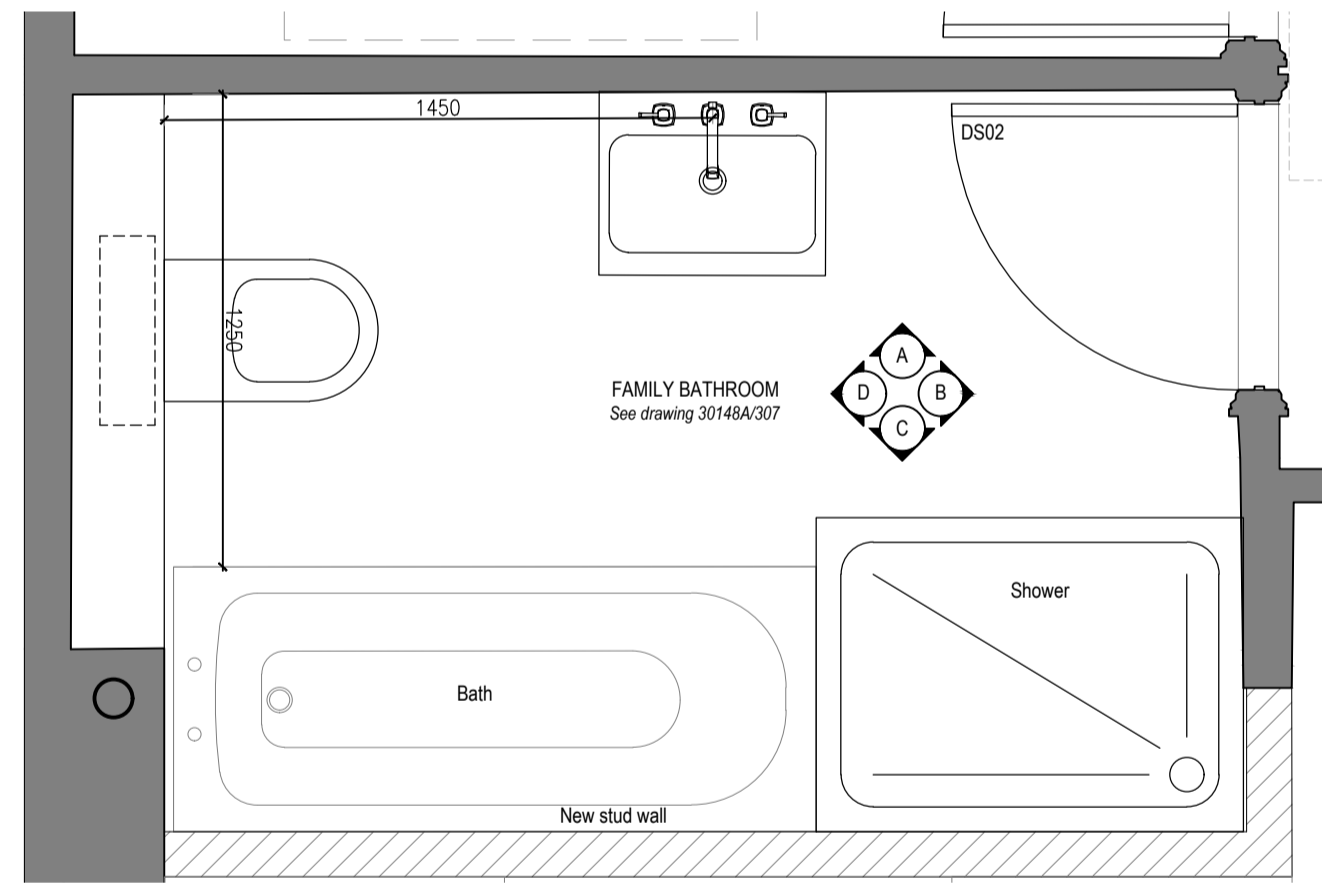 1450
DS02
1250
A
FAMILY BATHROOM
D
B
See drawing 30148A/307
C
Shower
Bath
New stud wall